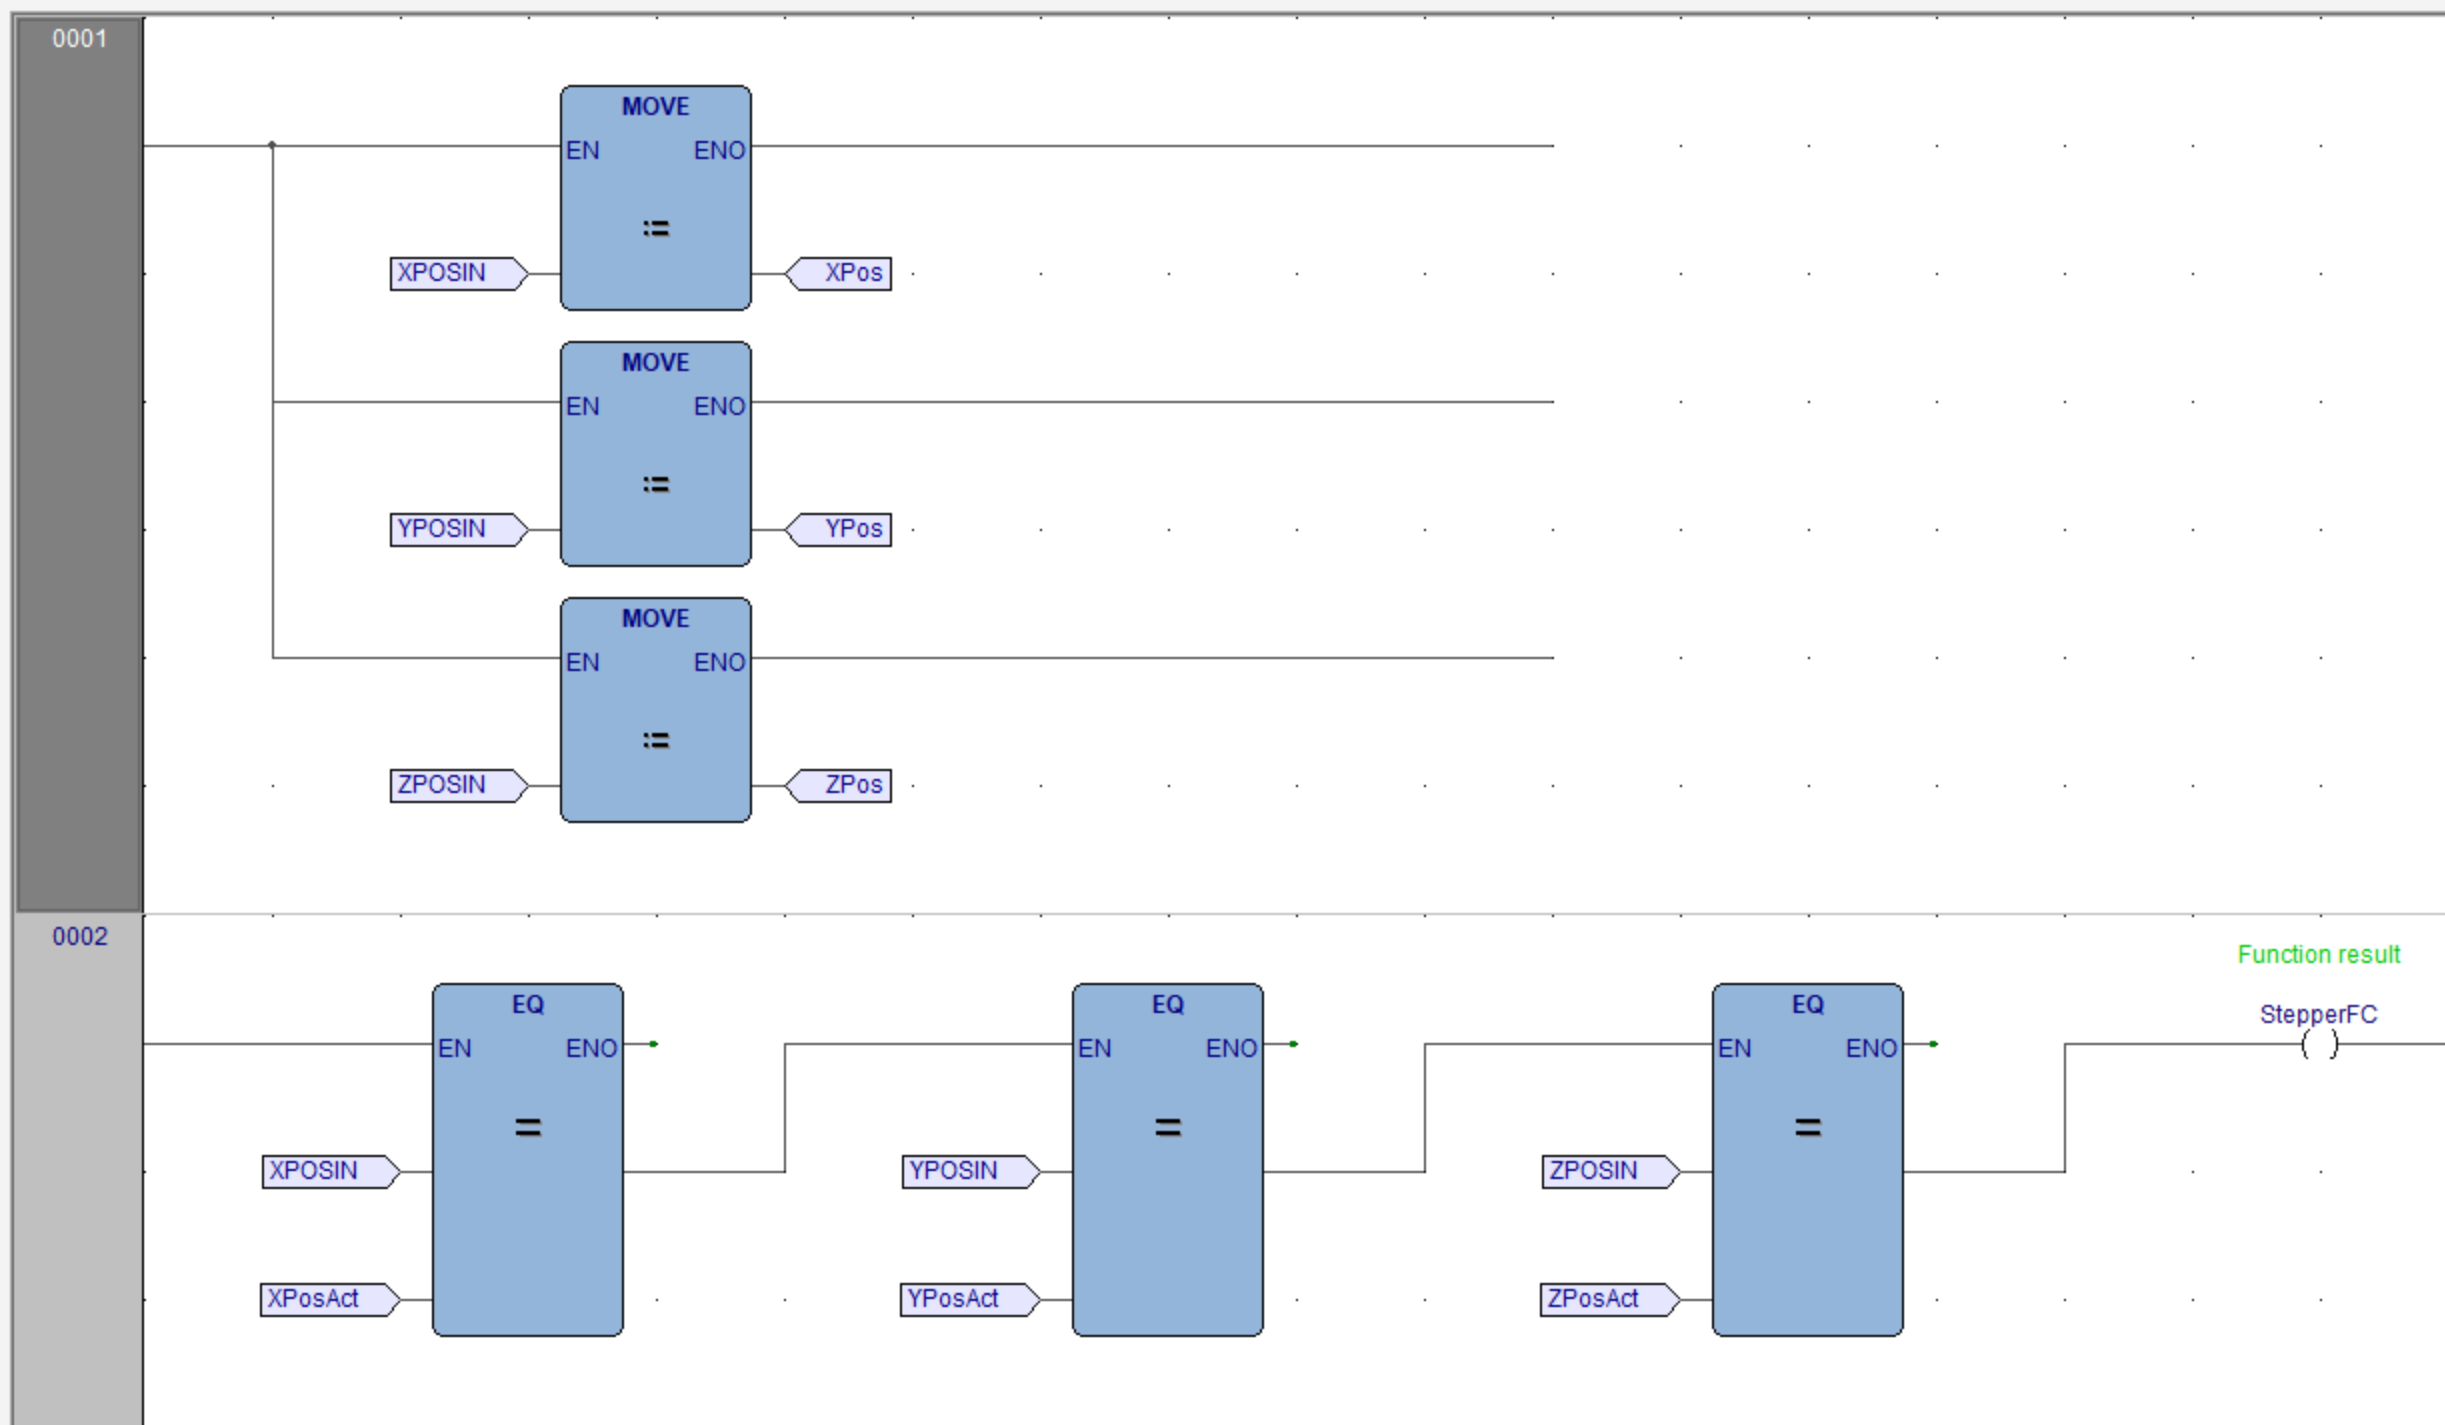 0001
MOVE
EN ENO
:=
XPOSIN XPos
MOVE
EN ENO
:=
YPOSIN YPos
MOVE
EN ENO
:=
ZPOSIN ZPos
0002
Function result
EQ EQ EQ
StepperFC
EN ENO EN ENO EN ENO
( )
= = =
XPOSIN YPOSIN ZPOSIN
XPosAct YPosAct ZPosAct